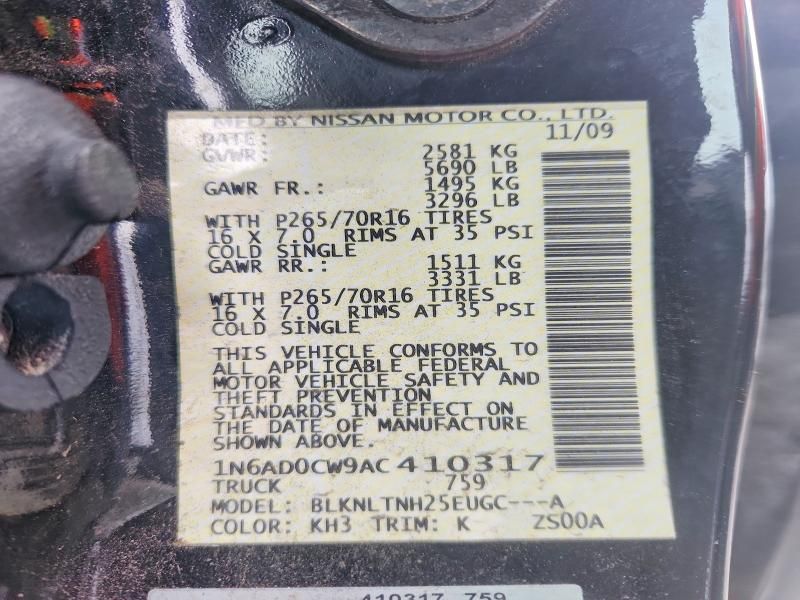 MFD BY NISSAN MOTOR CO., LTD.
DATE: 11/09
GVWR: 2581 KG
5690 LB
GAWR FR.: 1495 KG
3296 LB
WITH P265/70R16 TIRES
16 X 7.0 RIMS AT 35 PSI
COLD SINGLE
GAWR RR.: 1511 KG
3331 LB
WITH P265/70R16 TIRES
16 X 7.0 RIMS AT 35 PSI
COLD SINGLE
THIS VEHICLE CONFORMS TO
ALL APPLICABLE FEDERAL
MOTOR VEHICLE SAFETY AND
THEFT PREVENTION
STANDARDS IN EFFECT ON
THE DATE OF MANUFACTURE
SHOWN ABOVE.
1N6AD0CW9AC410317
TRUCK 759
MODEL: BLKNLTNH25EUGC---A
COLOR: KH3 TRIM: K ZS00A
410317 759